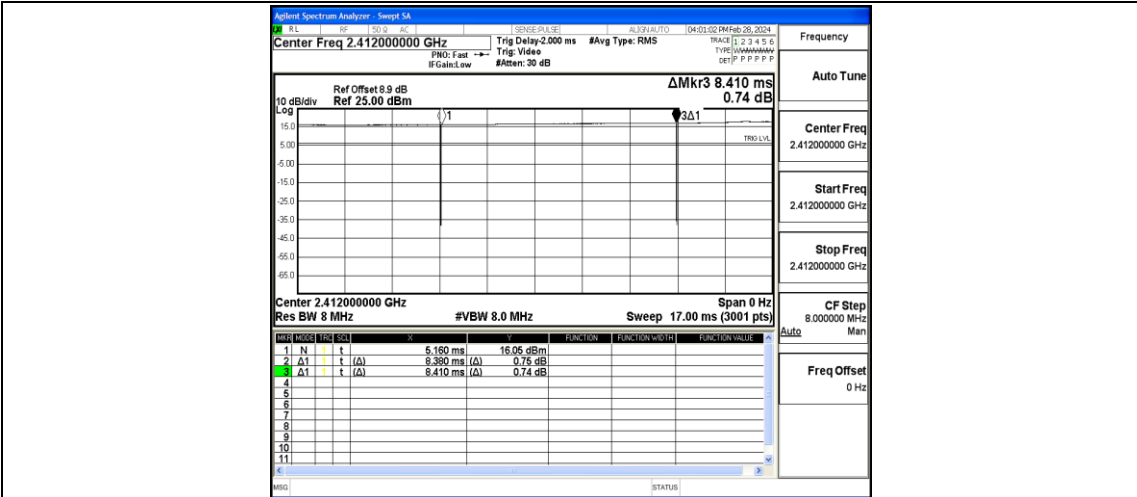 Agilent Spectrum Analyzer - Swept SA
RL RF 50 Ω AC SENSE:PULSE ALIGN AUTO 04:01:02 PM Feb 28, 2024
Center Freq 2.412000000 GHz
PNO: Fast
IFGain:Low
Trig Delay-2.000 ms
Trig: Video
#Atten: 30 dB
#Avg Type: RMS
TRACE 1 2 3 4 5 6
TYPE
DET P P P P P P
Frequency
Auto Tune
Center Freq
2.412000000 GHz
Start Freq
2.412000000 GHz
Stop Freq
2.412000000 GHz
CF Step
8.000000 MHz
Auto Man
Freq Offset
0 Hz
ΔMkr3 8.410 ms
0.74 dB
Ref Offset 8.9 dB
10 dB/div Ref 25.00 dBm
Log
1
3Δ1
15.0
TRIG LVL
5.00
-5.00
-15.0
-25.0
-35.0
-45.0
-55.0
-65.0
Center 2.412000000 GHz Span 0 Hz
Res BW 8 MHz #VBW 8.0 MHz Sweep 17.00 ms (3001 pts)
MKR MODE TRC SCL X Y FUNCTION FUNCTION WIDTH FUNCTION VALUE
1 N 1 t 5.160 ms 16.05 dBm
2 Δ1 1 t (Δ) 8.380 ms (Δ) 0.75 dB
3 Δ1 1 t (Δ) 8.410 ms (Δ) 0.74 dB
4
5
6
7
8
9
10
11
MSG STATUS